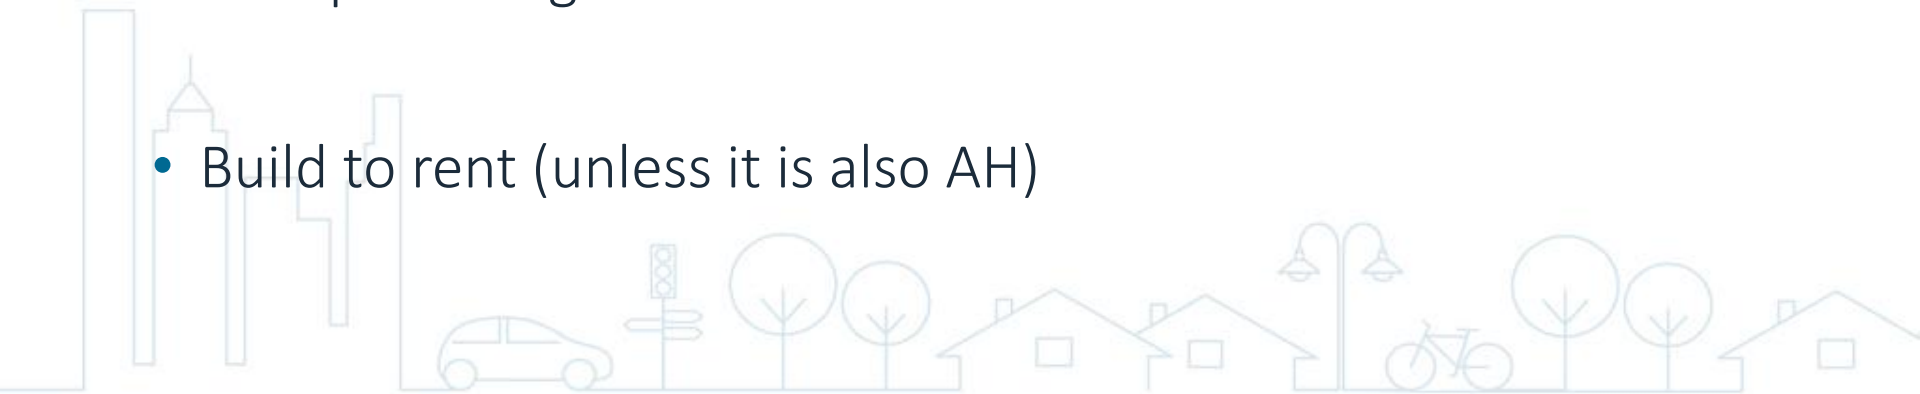 • Build to rent (unless it is also AH)